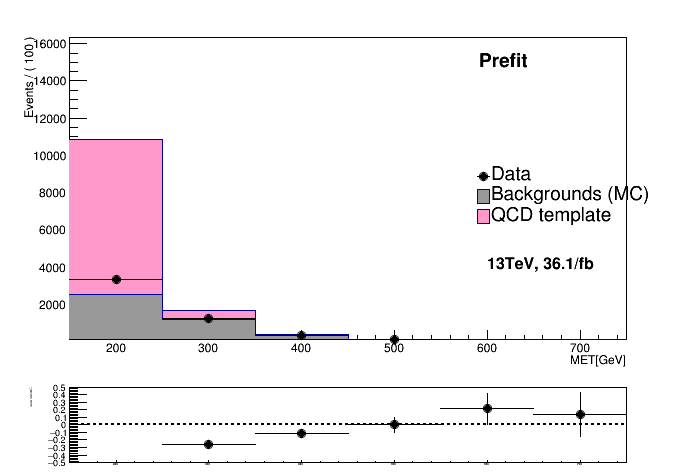 Events / ( 100 )
16000
14000
12000
10000
8000
6000
4000
2000
Prefit
Data
Backgrounds (MC)
QCD template
13TeV, 36.1/fb
200 300 400 500 600 700
MET[GeV]
0.5
0.4
0.3
0.2
0.1
0
−0.1
−0.2
−0.3
−0.4
−0.5